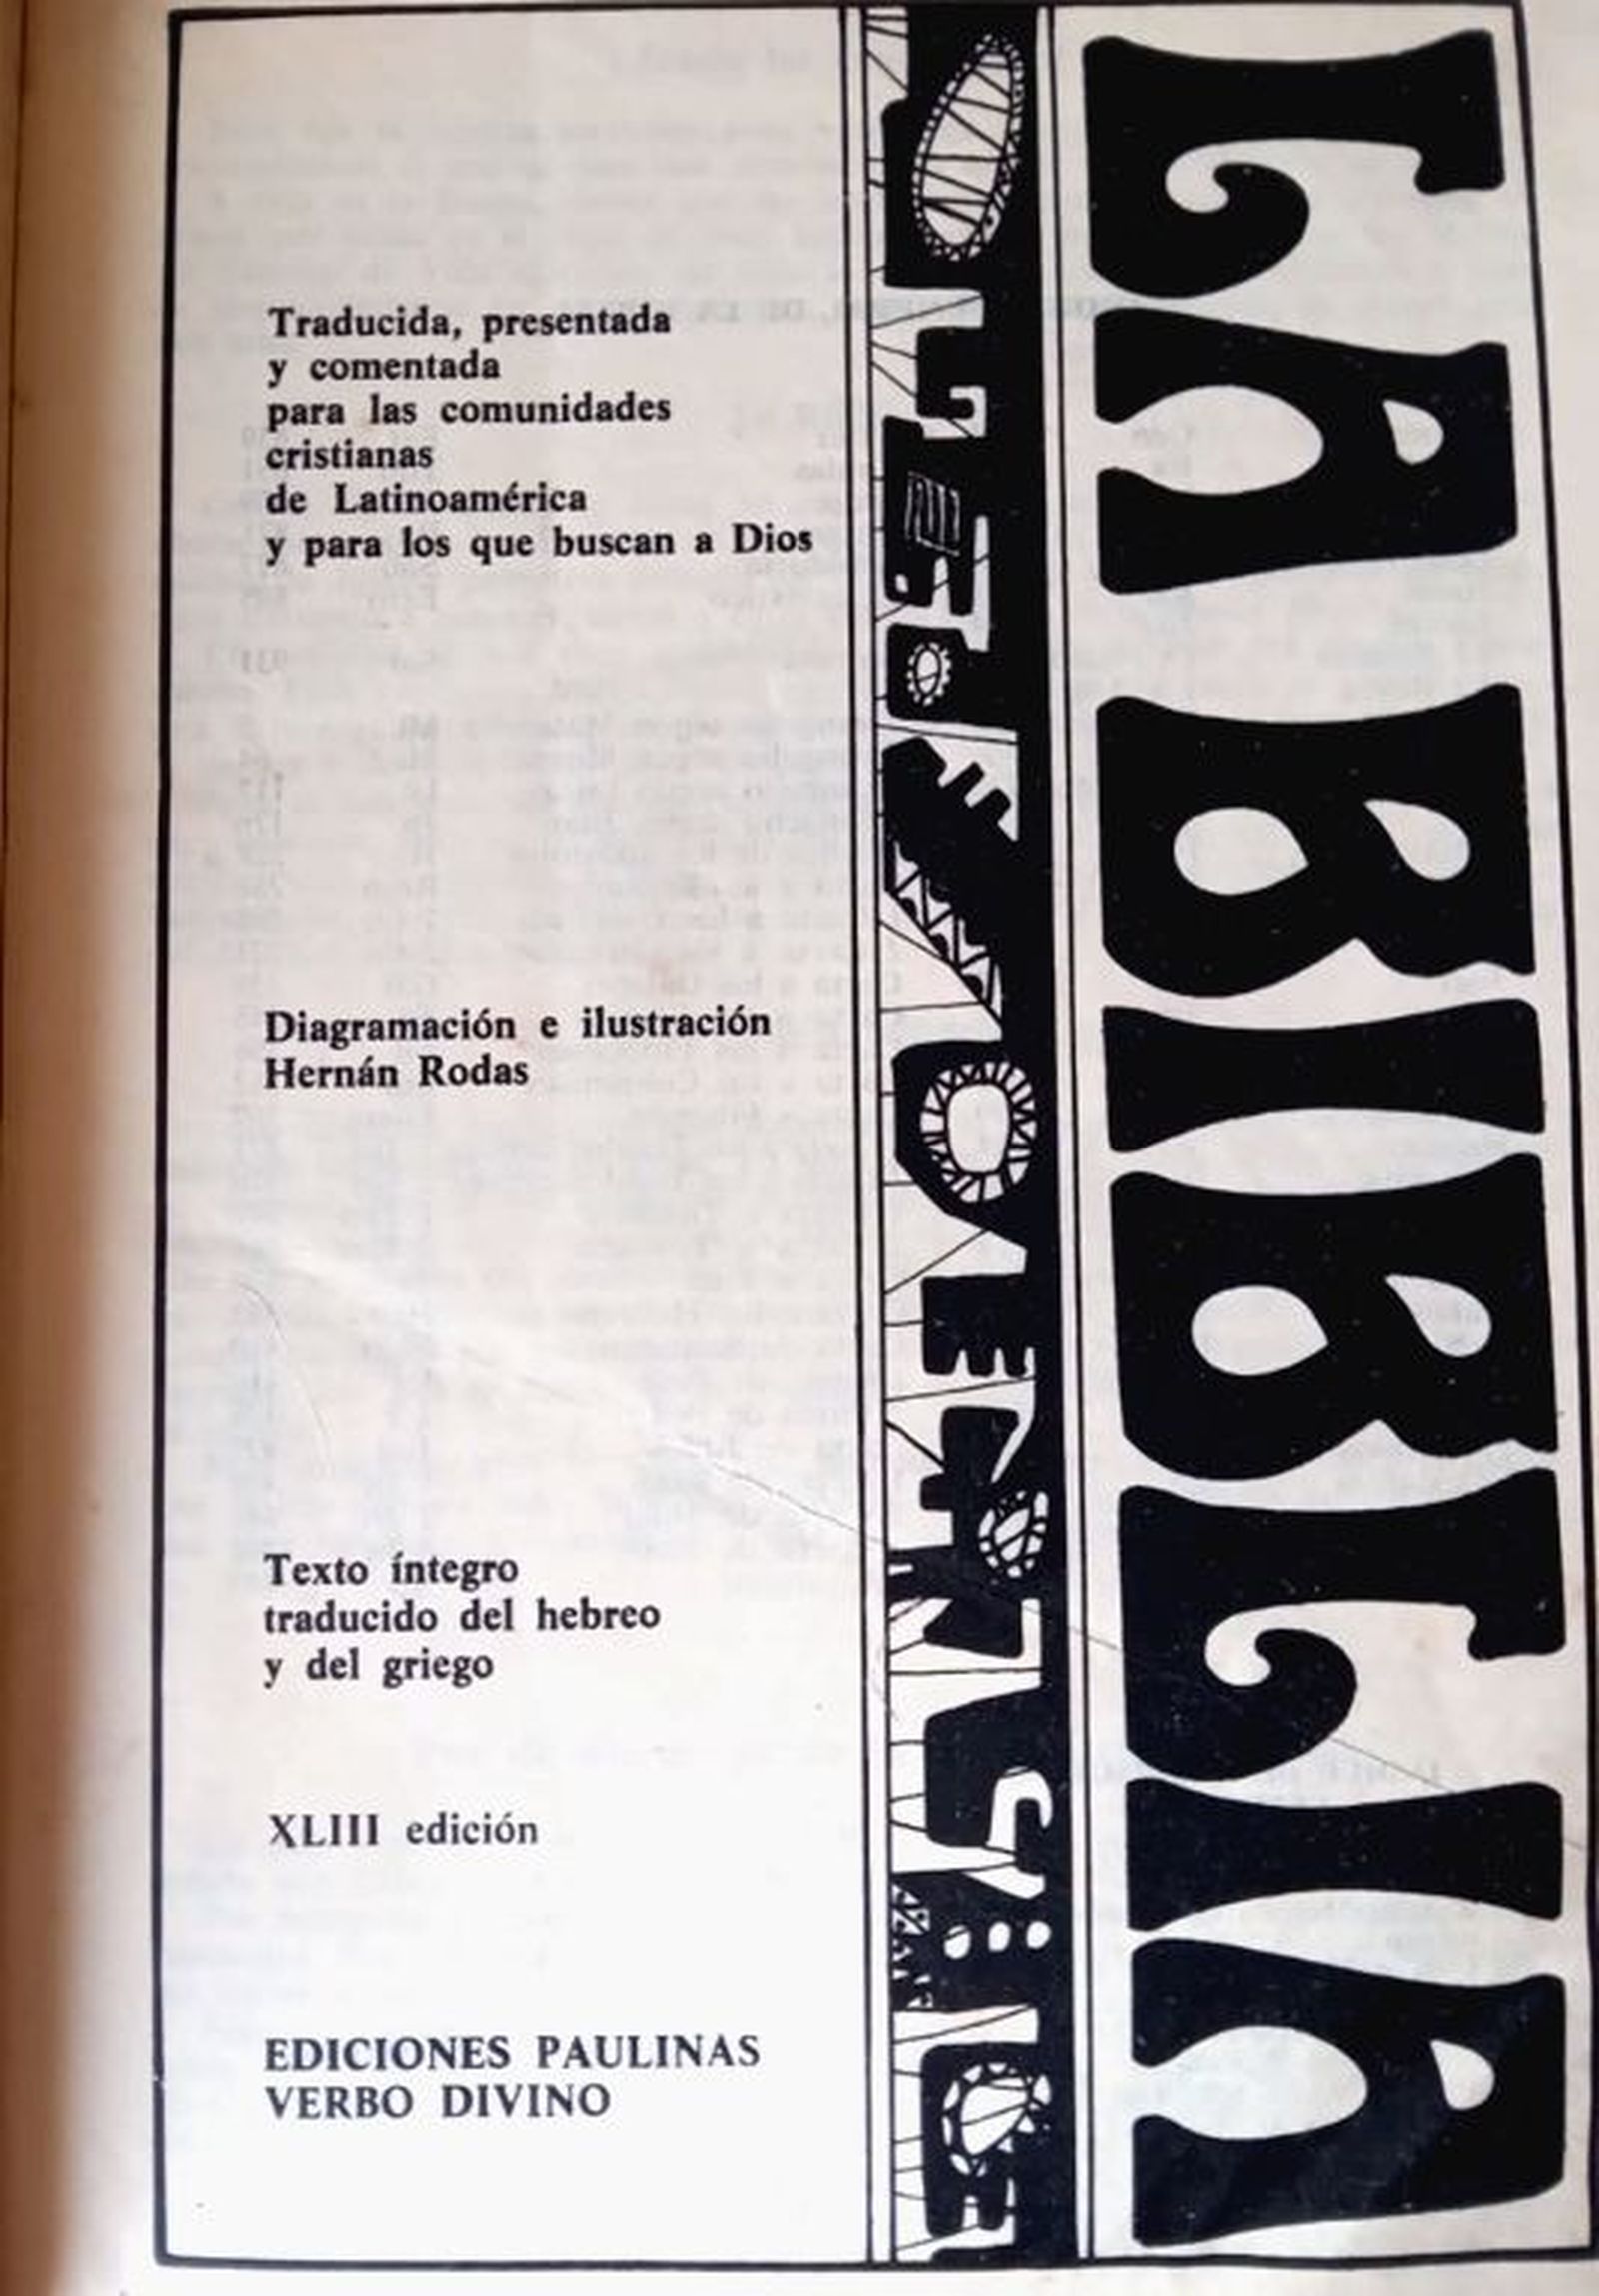 Traducida, presentada
y comentada
para las comunidades
cristianas
de Latinoamérica
y para los que buscan a Dios
Diagramación e ilustración
Hernán Rodas
Texto íntegro
traducido del hebreo
y del griego
XLIII edición
EDICIONES PAULINAS
VERBO DIVINO
LA BIBLIA